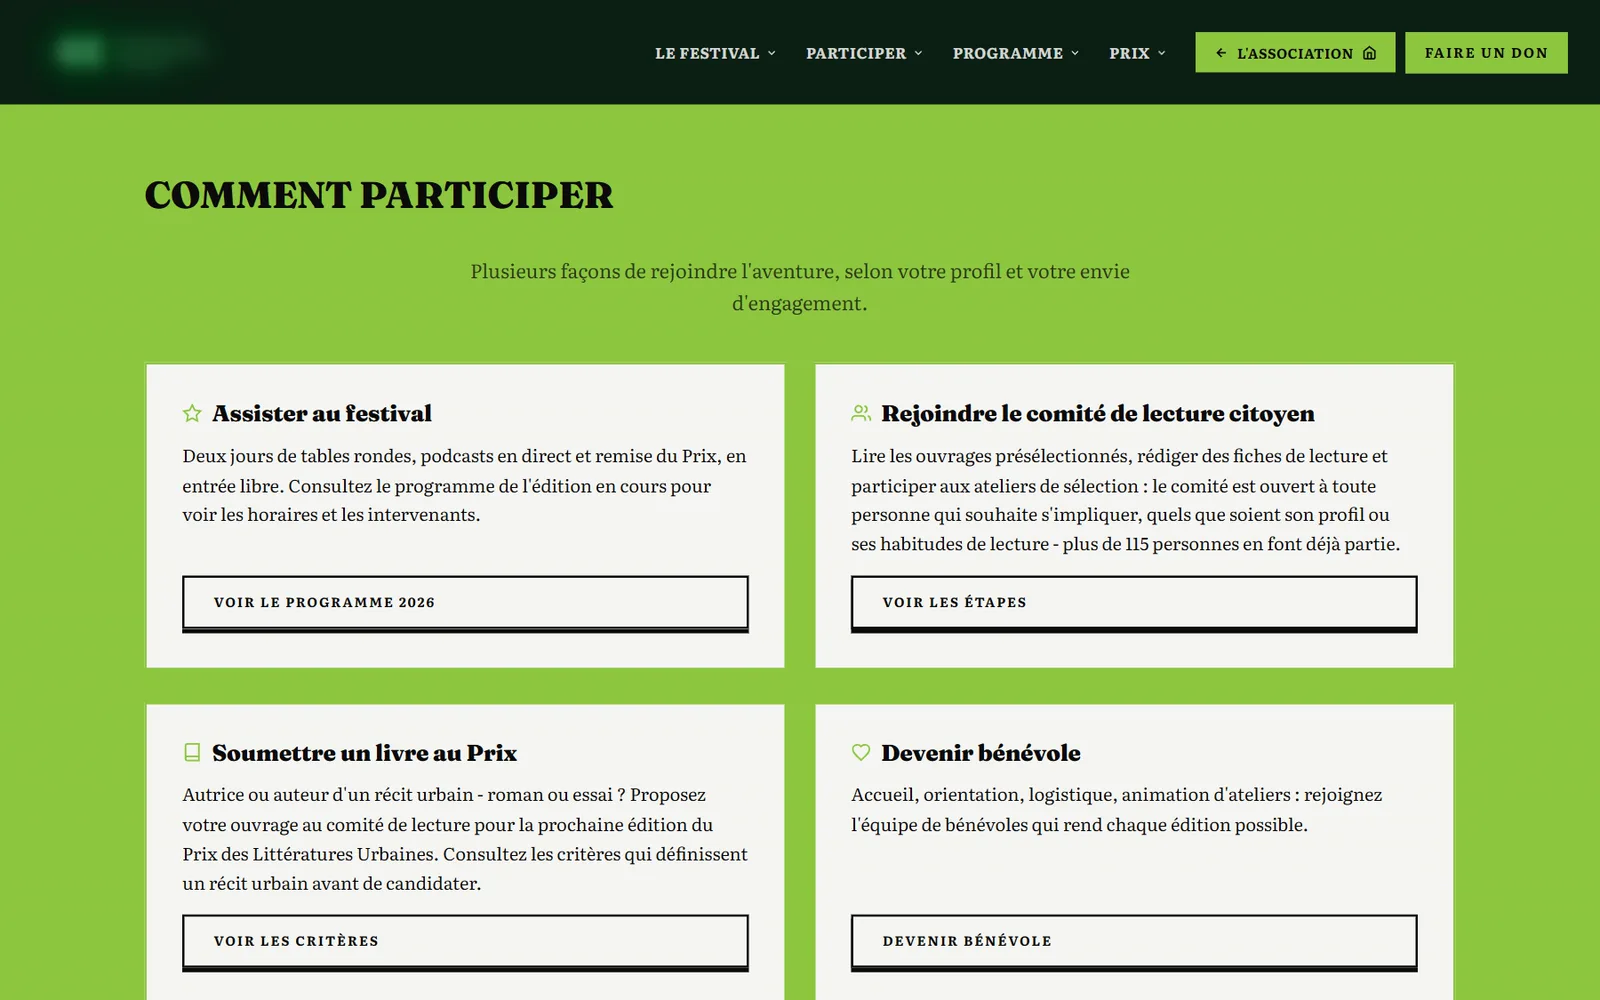 LE FESTIVAL
PARTICIPER
PROGRAMME
PRIX
← L'ASSOCIATION
FAIRE UN DON
COMMENT PARTICIPER
Plusieurs façons de rejoindre l'aventure, selon votre profil et votre envie
d'engagement.
Assister au festival
Deux jours de tables rondes, podcasts en direct et remise du Prix, en
entrée libre. Consultez le programme de l'édition en cours pour
voir les horaires et les intervenants.
VOIR LE PROGRAMME 2026
Rejoindre le comité de lecture citoyen
Lire les ouvrages présélectionnés, rédiger des fiches de lecture et
participer aux ateliers de sélection : le comité est ouvert à toute
personne qui souhaite s'impliquer, quels que soient son profil ou
ses habitudes de lecture - plus de 115 personnes en font déjà partie.
VOIR LES ÉTAPES
Soumettre un livre au Prix
Autrice ou auteur d'un récit urbain - roman ou essai ? Proposez
votre ouvrage au comité de lecture pour la prochaine édition du
Prix des Littératures Urbaines. Consultez les critères qui définissent
un récit urbain avant de candidater.
VOIR LES CRITÈRES
Devenir bénévole
Accueil, orientation, logistique, animation d'ateliers : rejoignez
l'équipe de bénévoles qui rend chaque édition possible.
DEVENIR BÉNÉVOLE